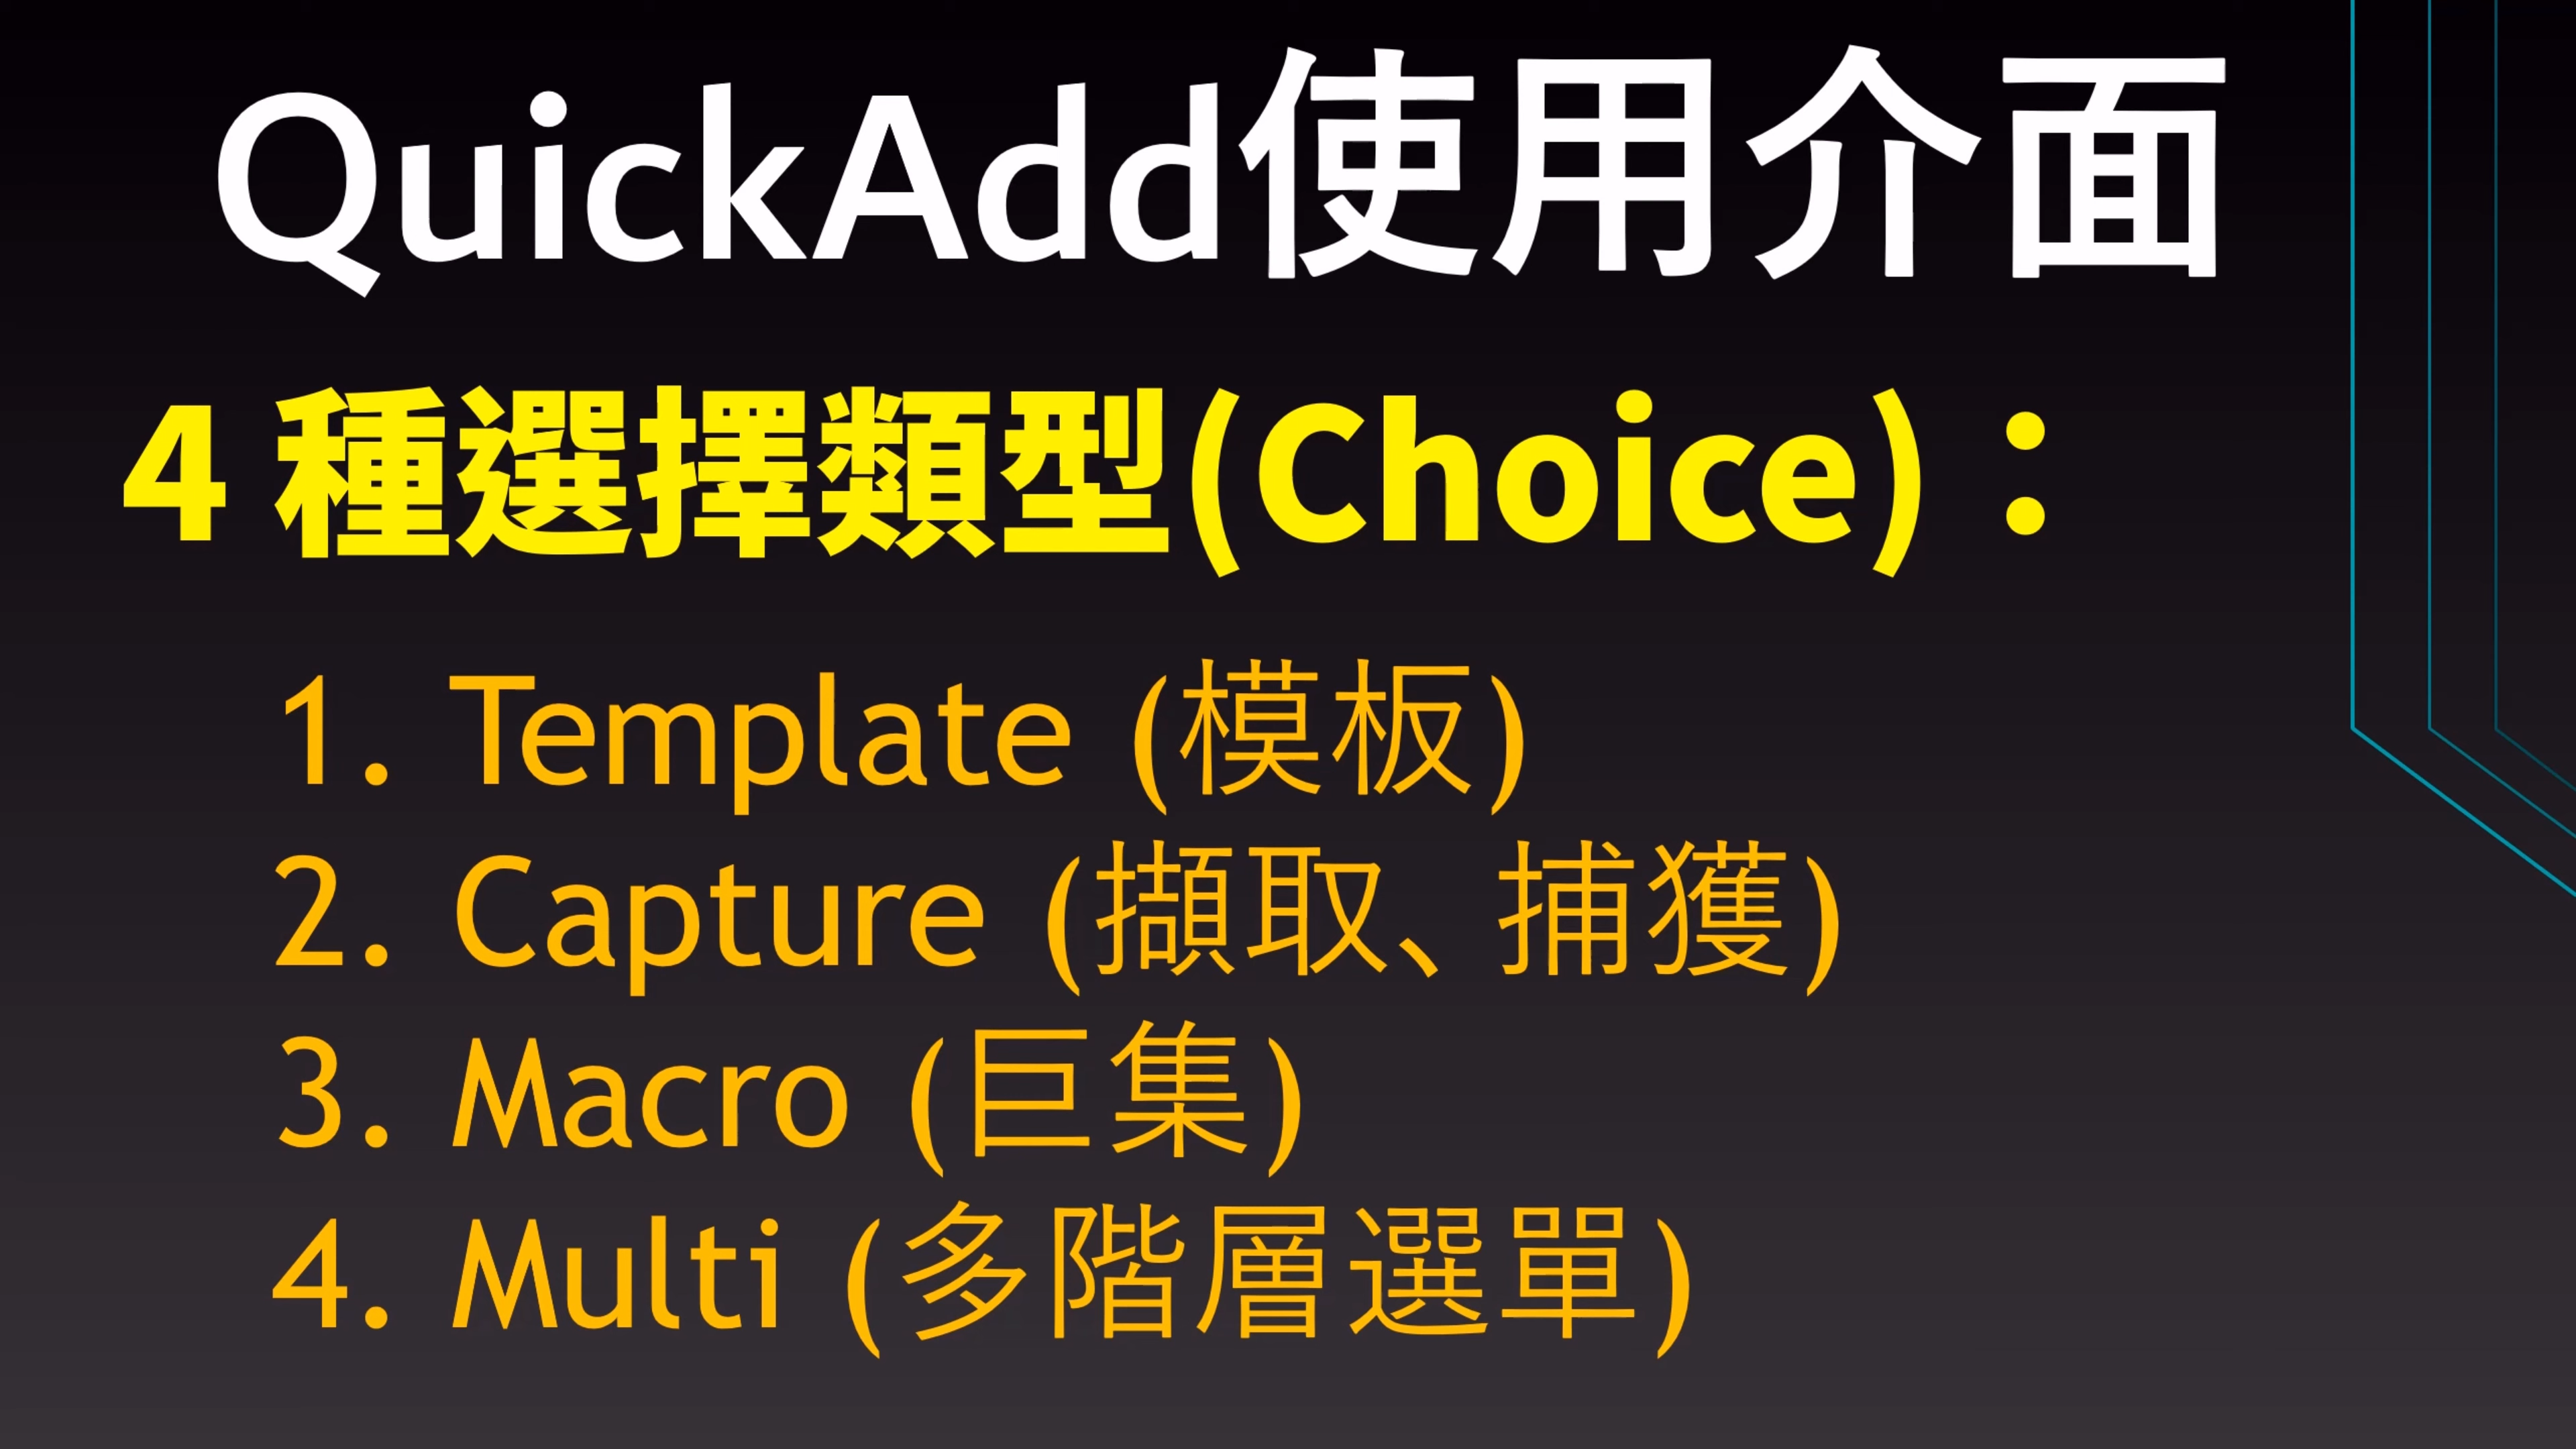 QuickAdd使用介面
4 種選擇類型(Choice)：
1. Template (模板)
2. Capture (擷取、捕獲)
3. Macro (巨集)
4. Multi (多階層選單)